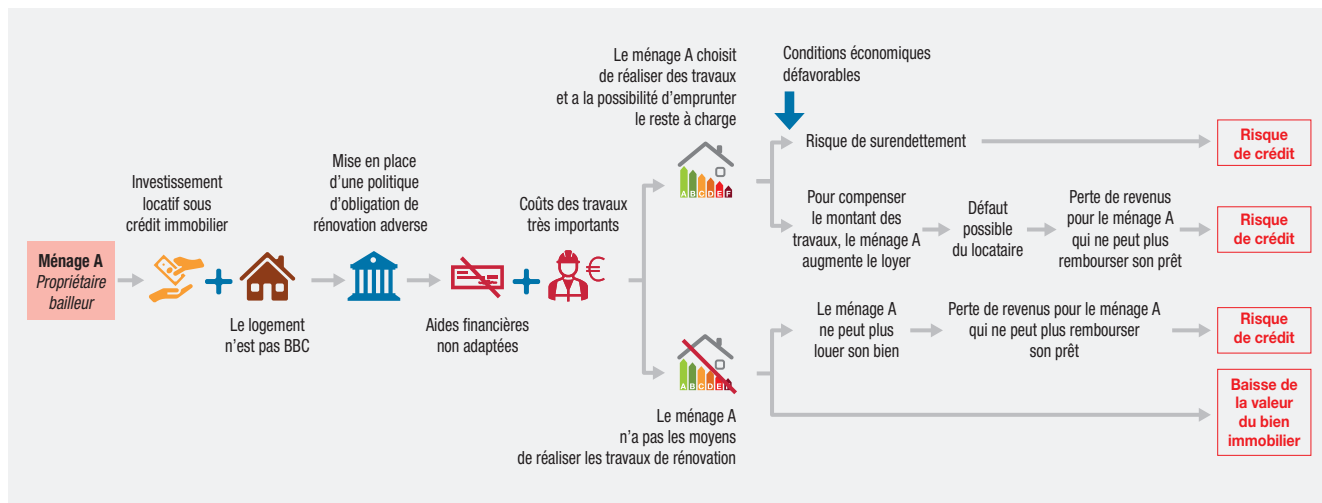 Ménage A
Propriétaire
bailleur
Investissement
locatif sous
crédit immobilier
Le logement
n'est pas BBC
Mise en place
d'une politique
d'obligation de
rénovation adverse
Aides financières
non adaptées
Coûts des travaux
très importants
€
Le ménage A choisit
de réaliser des travaux
et a la possibilité d'emprunter
le reste à charge
A B C D E F
Conditions économiques
défavorables
Risque de surendettement
Risque
de crédit
Pour compenser
le montant des
travaux, le ménage A
augmente le loyer
Défaut
possible
du locataire
Perte de revenus
pour le ménage A
qui ne peut plus
rembourser son prêt
Risque
de crédit
A B C D E
Le ménage A
n'a pas les moyens
de réaliser les travaux de rénovation
Le ménage A
ne peut plus
louer son bien
Perte de revenus pour le ménage A
qui ne peut plus rembourser
son prêt
Risque
de crédit
Baisse de
la valeur
du bien
immobilier